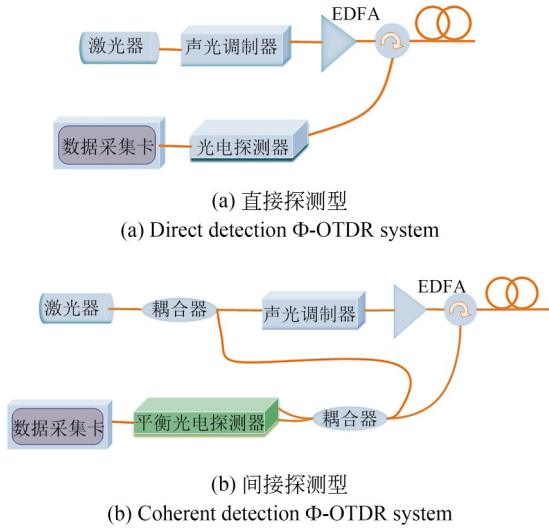 EDFA
激光器
声光调制器
数据采集卡
光电探测器
(a) 直接探测型
(a) Direct detection Φ-OTDR system
EDFA
激光器
耦合器
声光调制器
数据采集卡
平衡光电探测器
耦合器
(b) 间接探测型
(b) Coherent detection Φ-OTDR system